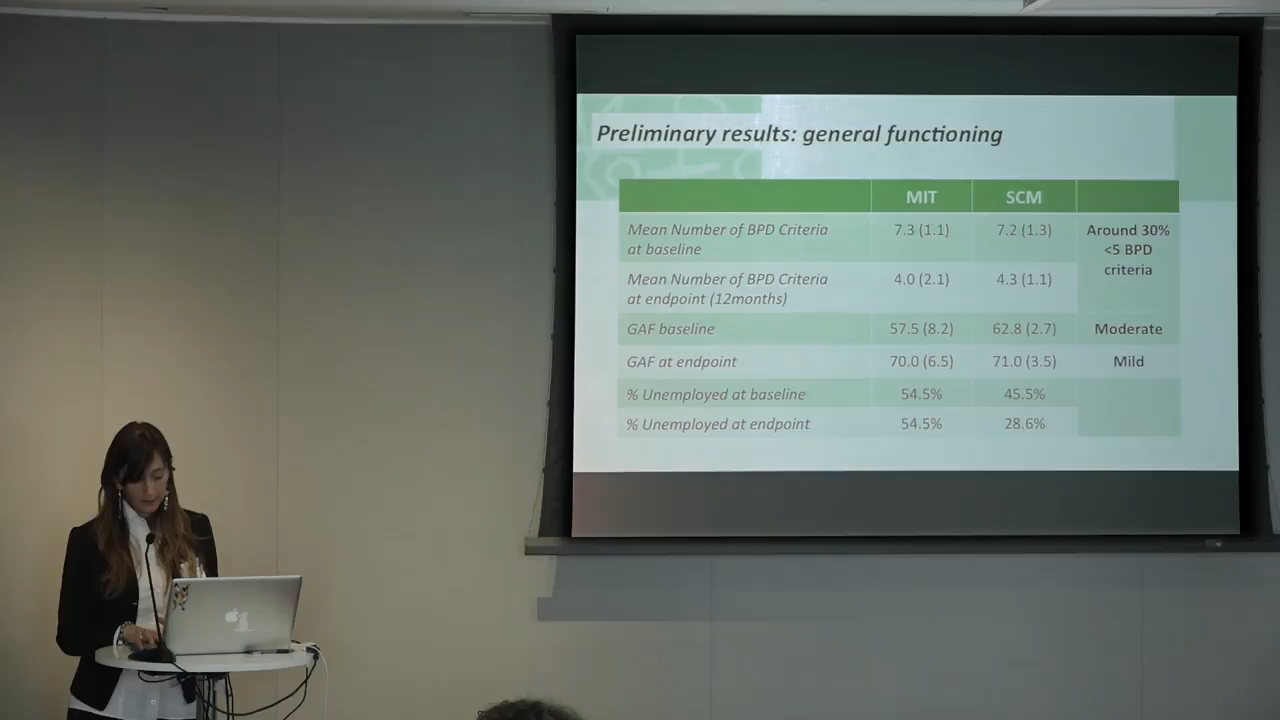 Preliminary results: general functioning
MIT SCM
Mean Number of BPD Criteria 7.3 (1.1) 7.2 (1.3) Around 30%
at baseline <5 BPD
criteria
Mean Number of BPD Criteria 4.0 (2.1) 4.3 (1.1)
at endpoint (12months)
GAF baseline 57.5 (8.2) 62.8 (2.7) Moderate
GAF at endpoint 70.0 (6.5) 71.0 (3.5) Mild
% Unemployed at baseline 54.5% 45.5%
% Unemployed at endpoint 54.5% 28.6%